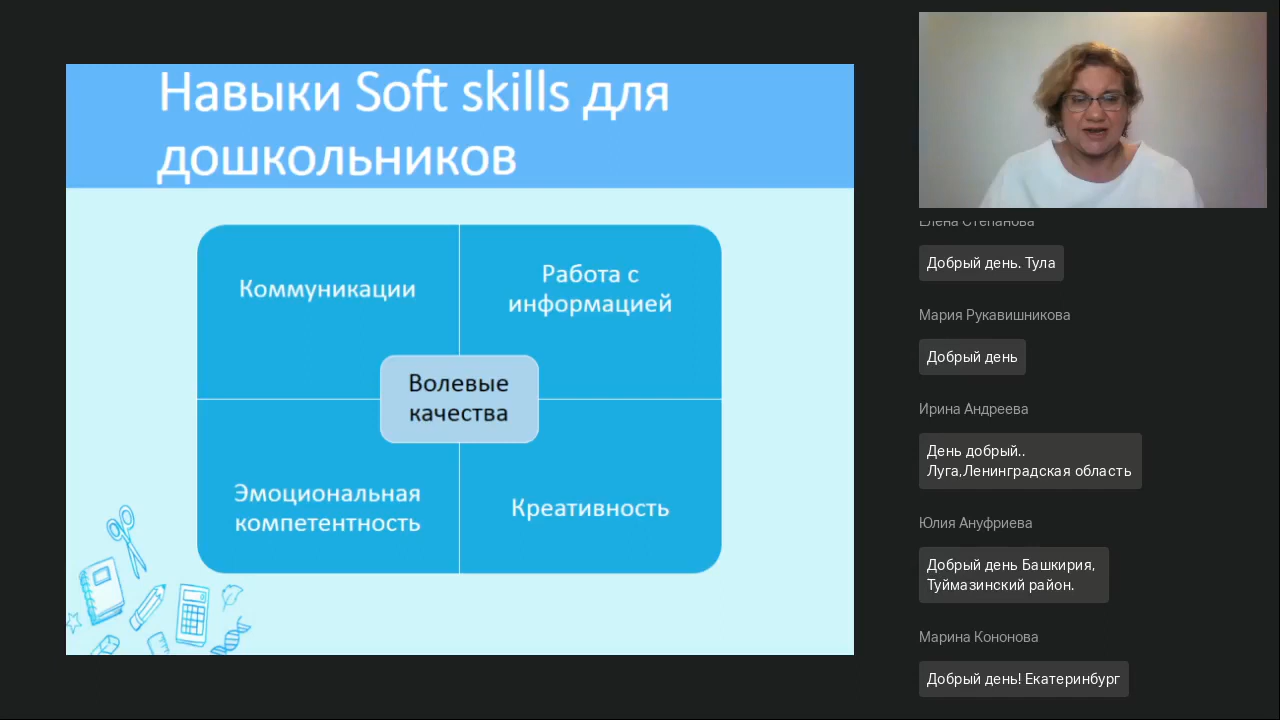 Навыки Soft skills для
дошкольников
Коммуникации
Работа с
информацией
Волевые
качества
Эмоциональная
компетентность
Креативность
Елена Степанова
Добрый день. Тула
Мария Рукавишникова
Добрый день
Ирина Андреева
День добрый..
Луга,Ленинградская область
Юлия Ануфриева
Добрый день Башкирия,
Туймазинский район.
Марина Кононова
Добрый день! Екатеринбург